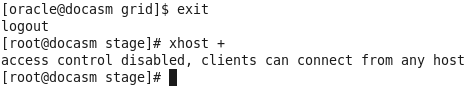 [oracle@docasm grid]$ exit
logout
[root@docasm stage]# xhost +
access control disabled, clients can connect from any host
[root@docasm stage]#